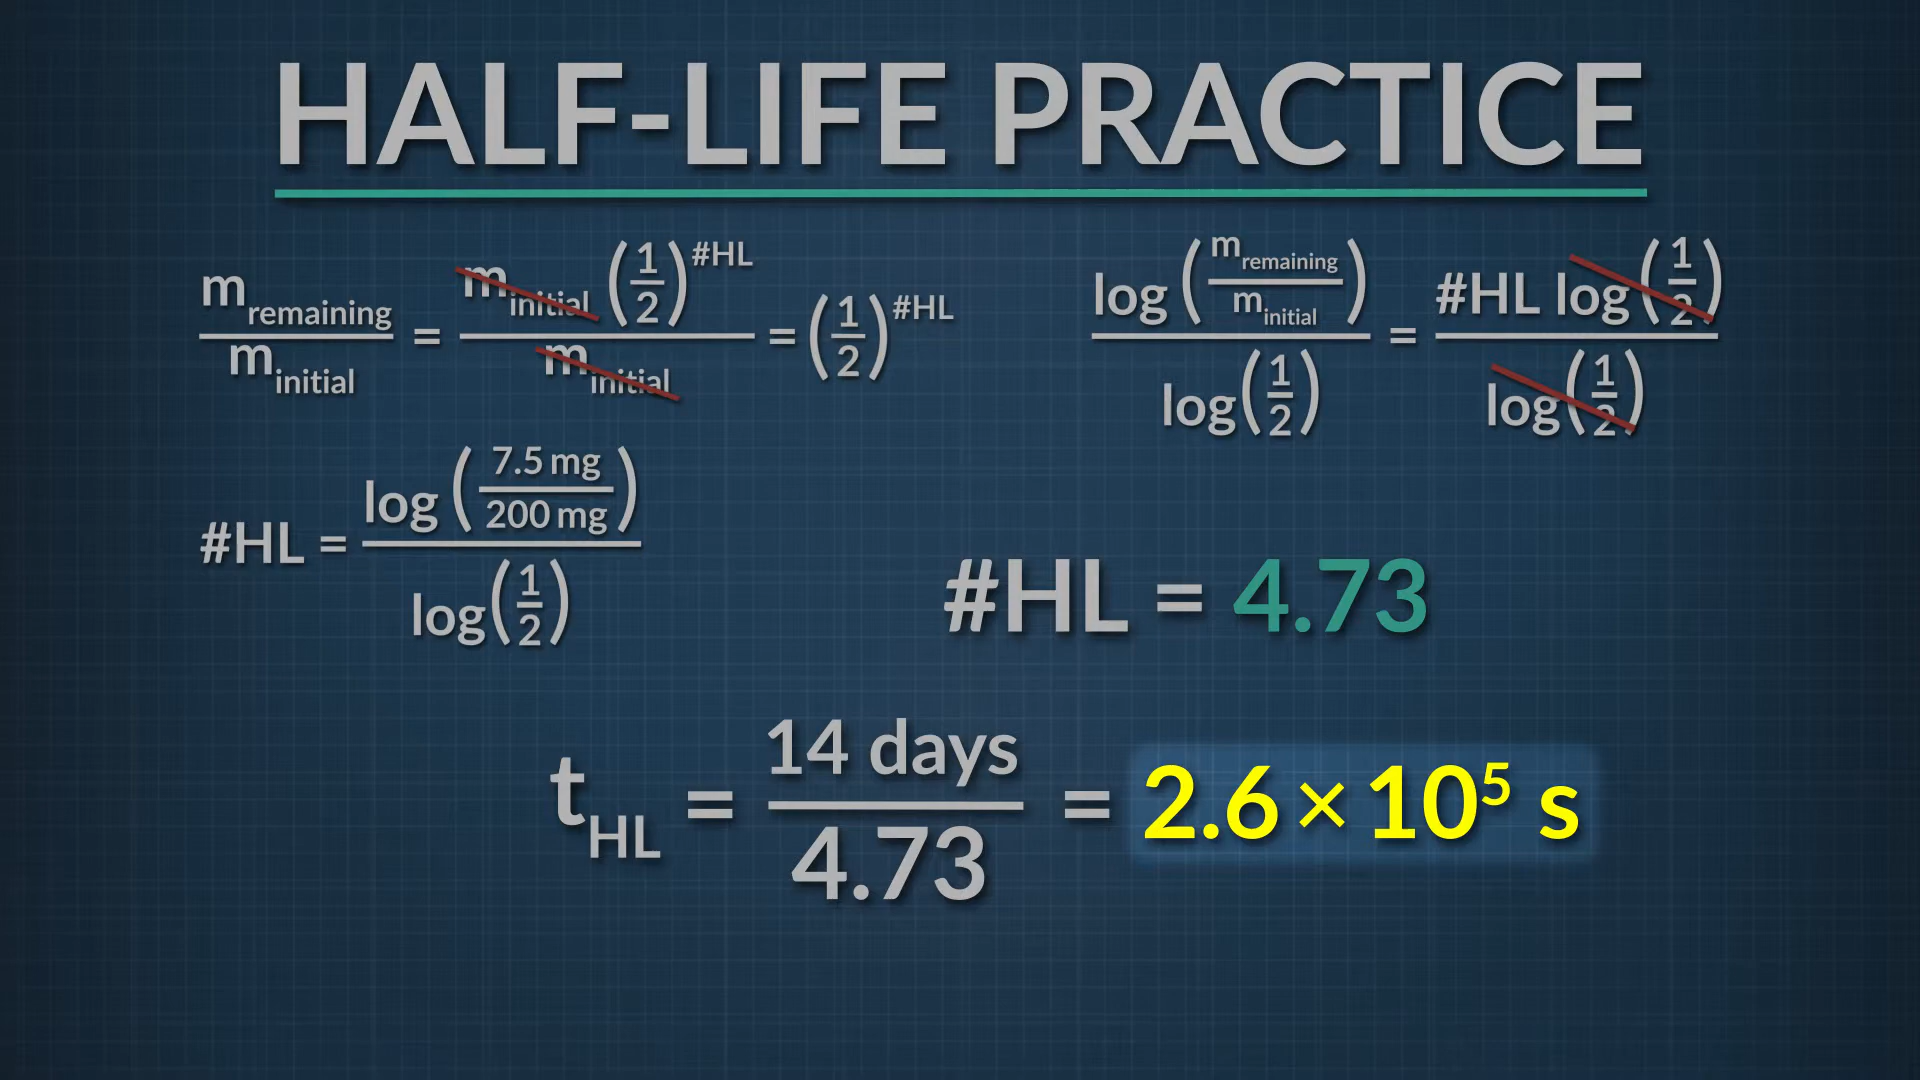 HALF-LIFE PRACTICE
m_remaining / m_initial = m_initial (1/2)^#HL / m_initial = (1/2)^#HL
log (m_remaining / m_initial) / log (1/2) = #HL log (1/2) / log (1/2)
#HL = log (7.5 mg / 200 mg) / log (1/2)
#HL = 4.73
t_HL = 14 days / 4.73 = 2.6 × 10⁵ s